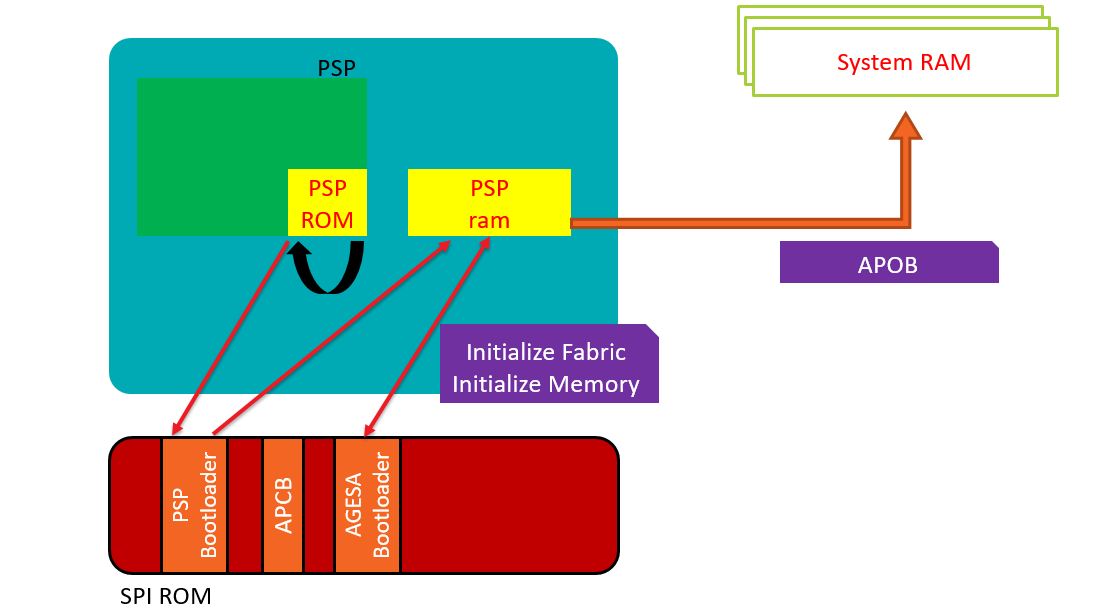 System RAM
PSP
PSP
ROM
PSP
ram
APOB
Initialize Fabric
Initialize Memory
PSP
Bootloader
APCB
AGESA
Bootloader
SPI ROM